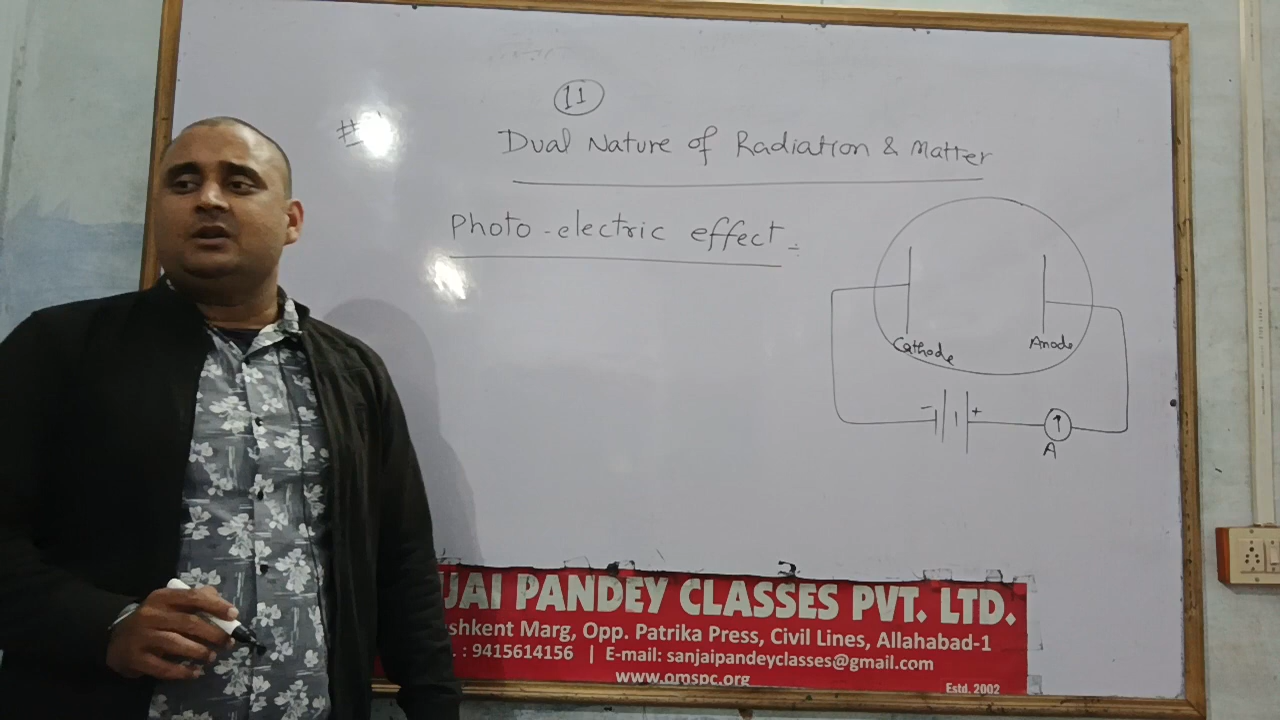 11
#
Dual Nature of Radiation & Matter
Photo-electric effect :
Cathode
Anode
- +
A
JAI PANDEY CLASSES PVT. LTD.
shkent Marg, Opp. Patrika Press, Civil Lines, Allahabad-1
. : 9415614156 | E-mail: sanjaipandeyclasses@gmail.com
www.omspc.org
Estd. 2002